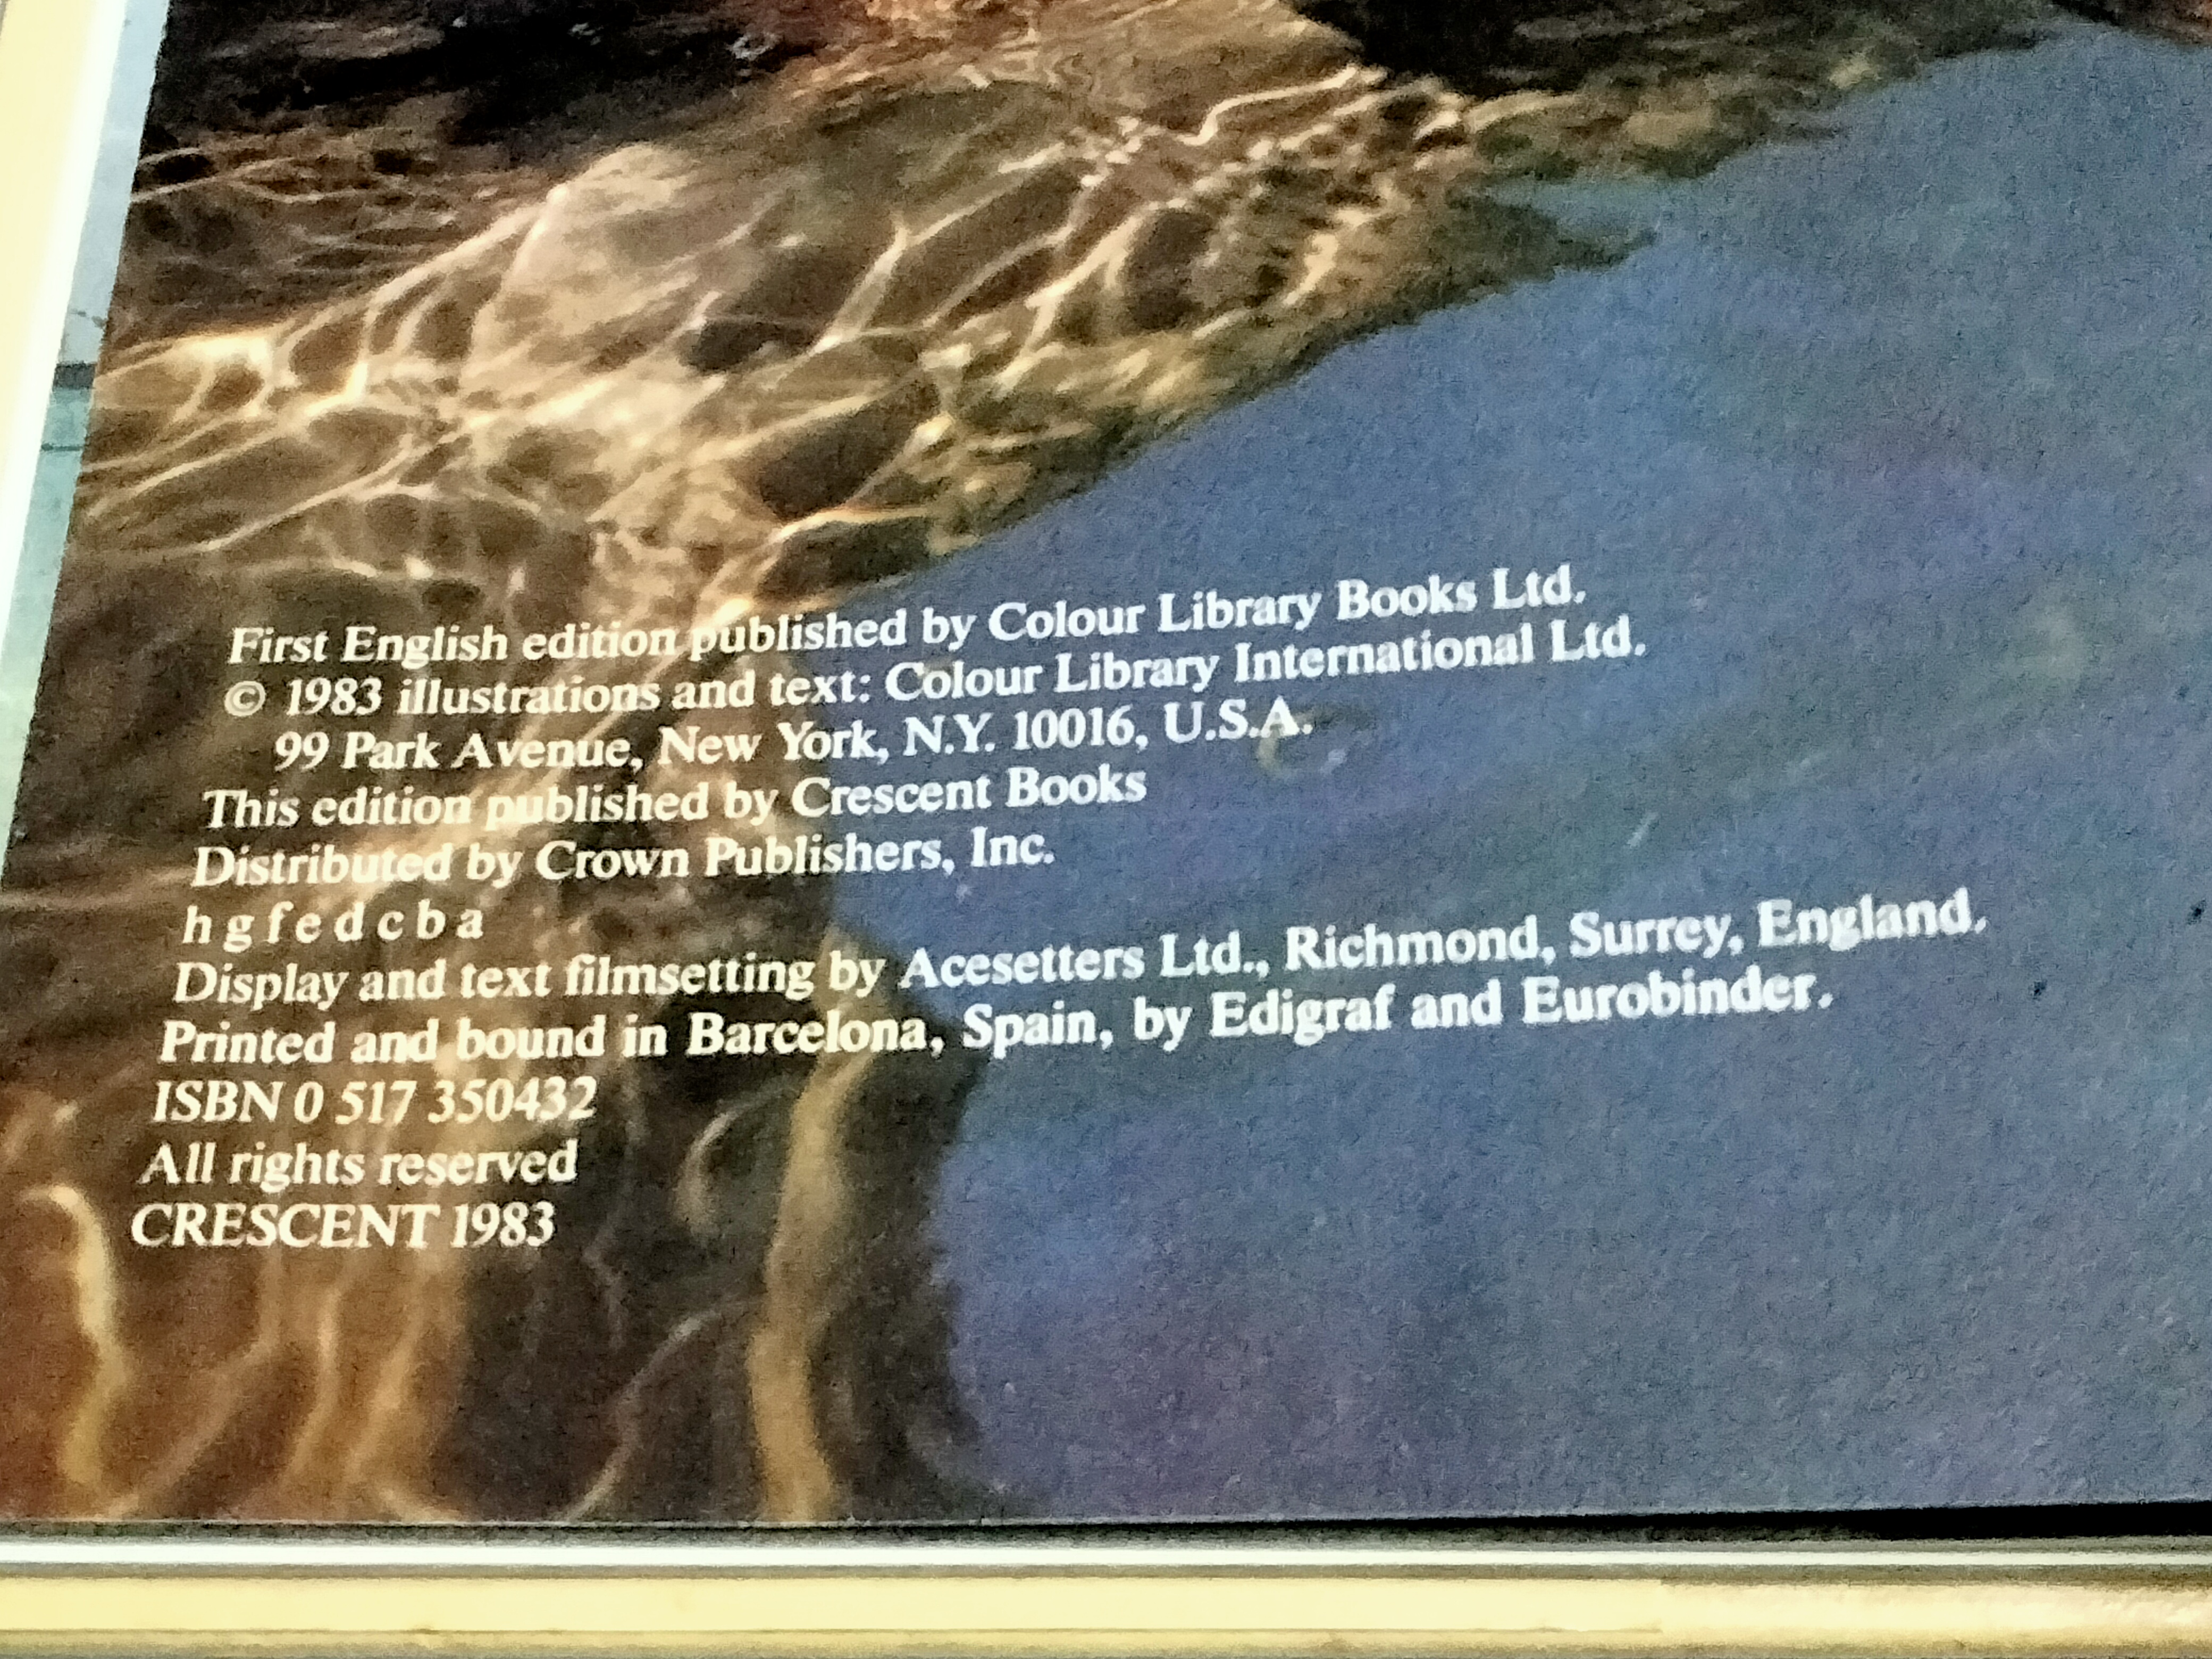 First English edition published by Colour Library Books Ltd.
© 1983 illustrations and text: Colour Library International Ltd.
99 Park Avenue, New York, N.Y. 10016, U.S.A.
This edition published by Crescent Books
Distributed by Crown Publishers, Inc.
h g f e d c b a
Display and text filmsetting by Acesetters Ltd., Richmond, Surrey, England.
Printed and bound in Barcelona, Spain, by Edigraf and Eurobinder.
ISBN 0 517 350432
All rights reserved
CRESCENT 1983